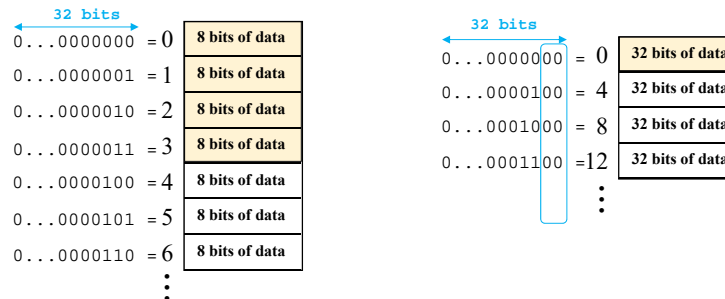 32 bits
0...0000000 = 0 8 bits of data
0...0000001 = 1 8 bits of data
0...0000010 = 2 8 bits of data
0...0000011 = 3 8 bits of data
0...0000100 = 4 8 bits of data
0...0000101 = 5 8 bits of data
0...0000110 = 6 8 bits of data
32 bits
0...0000000 = 0 32 bits of data
0...0000100 = 4 32 bits of data
0...0001000 = 8 32 bits of data
0...0001100 =12 32 bits of data